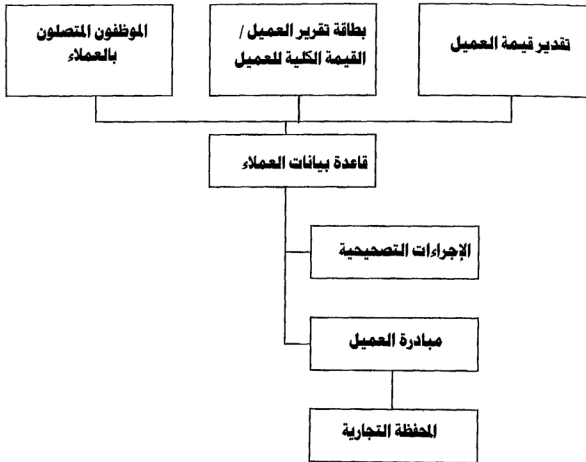 تقدير قيمة العميل
بطاقة تقرير العميل /
القيمة الكلية للعميل
الموظفون المتصلون
بالعملاء
قاعدة بيانات العملاء
الإجراءات التصحيحية
مبادرة العميل
المحفظة التجارية